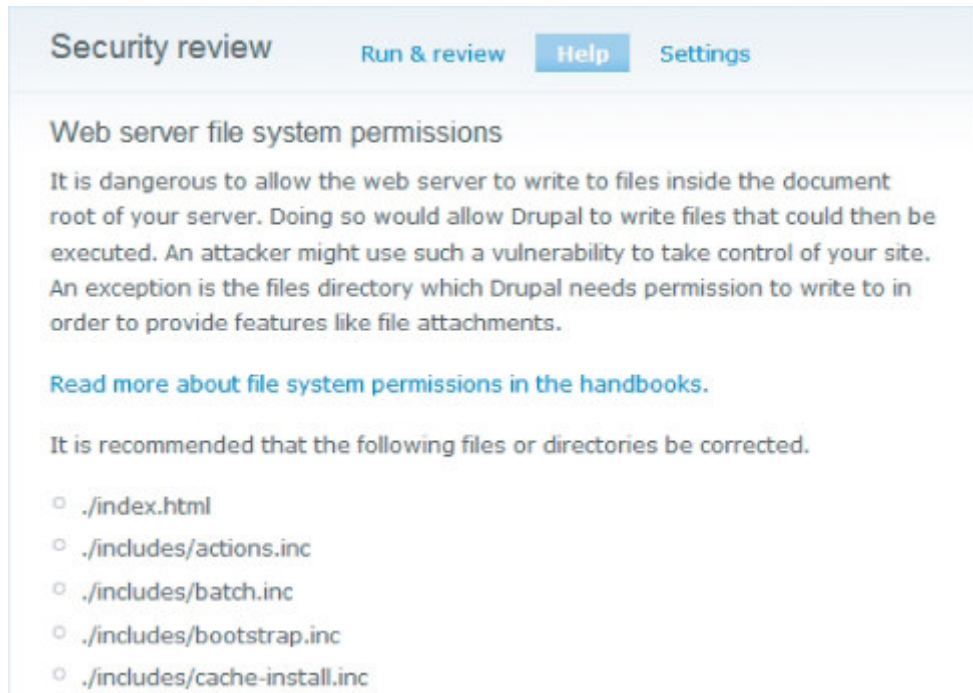 Security review Run & review Help Settings
Web server file system permissions
It is dangerous to allow the web server to write to files inside the document
root of your server. Doing so would allow Drupal to write files that could then be
executed. An attacker might use such a vulnerability to take control of your site.
An exception is the files directory which Drupal needs permission to write to in
order to provide features like file attachments.
Read more about file system permissions in the handbooks.
It is recommended that the following files or directories be corrected.
./index.html
./includes/actions.inc
./includes/batch.inc
./includes/bootstrap.inc
./includes/cache-install.inc